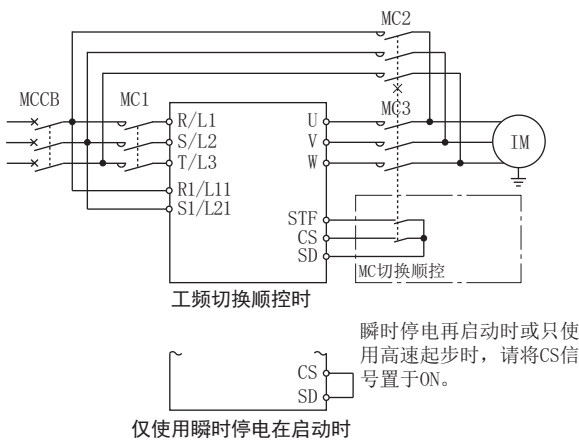 MC2
MCCB
MC1
MC3
R/L1
S/L2
T/L3
R1/L11
S1/L21
U
V
W
IM
STF
CS
SD
MC切换顺控
工频切换顺控时
瞬时停电再启动时或只使
用高速起步时，请将CS信
号置于ON。
CS
SD
仅使用瞬时停电在启动时